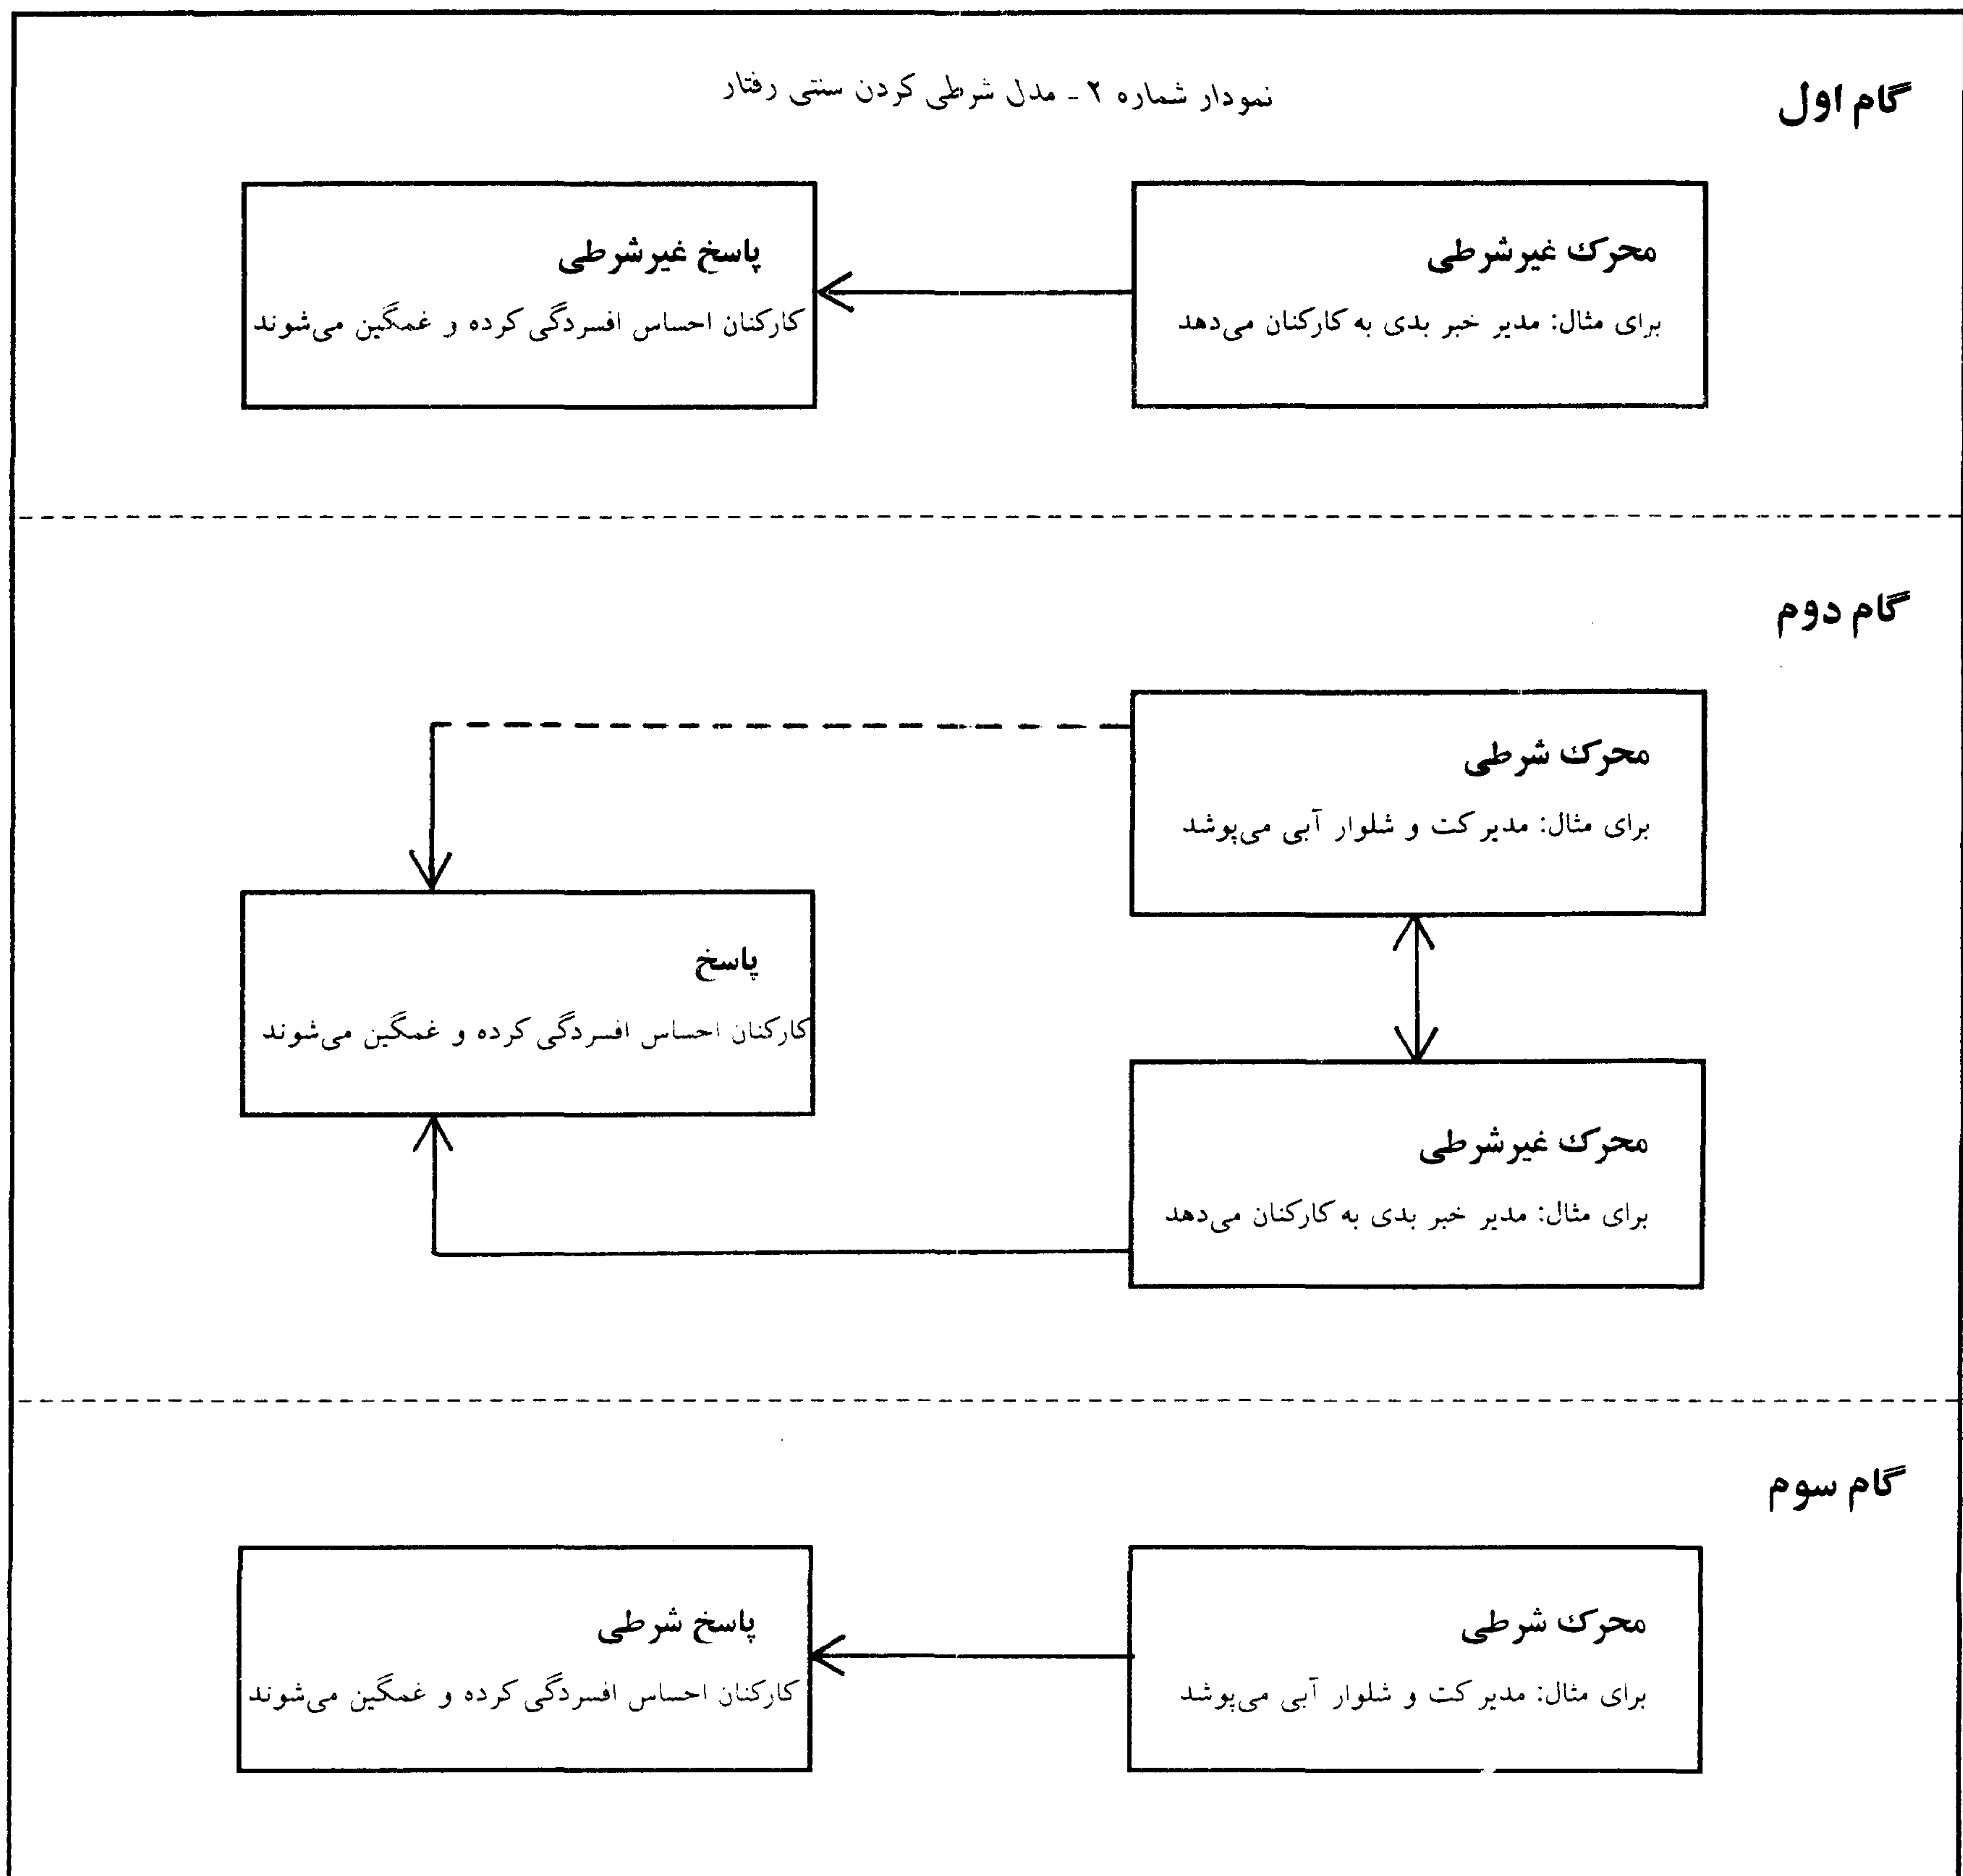 گام اول
نمودار شماره ۲ ـ مدل شرطی کردن سنتی رفتار
محرک غیرشرطی
برای مثال: مدیر خبر بدی به کارکنان می‌دهد
پاسخ غیرشرطی
کارکنان احساس افسردگی کرده و غمگین می‌شوند
گام دوم
محرک شرطی
برای مثال: مدیر کت و شلوار آبی می‌پوشد
محرک غیرشرطی
برای مثال: مدیر خبر بدی به کارکنان می‌دهد
پاسخ
کارکنان احساس افسردگی کرده و غمگین می‌شوند
گام سوم
محرک شرطی
برای مثال: مدیر کت و شلوار آبی می‌پوشد
پاسخ شرطی
کارکنان احساس افسردگی کرده و غمگین می‌شوند